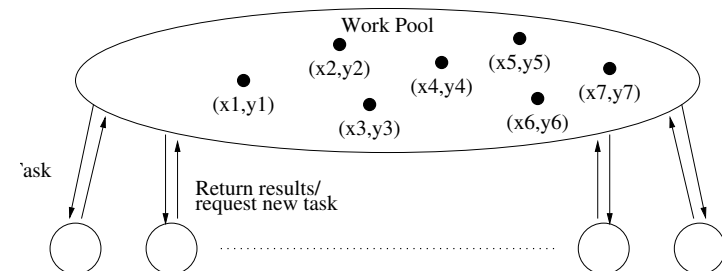 Work Pool
(x2,y2)
(x5,y5)
(x4,y4)
(x7,y7)
(x1,y1)
(x3,y3)
(x6,y6)
Task
Return results/
request new task